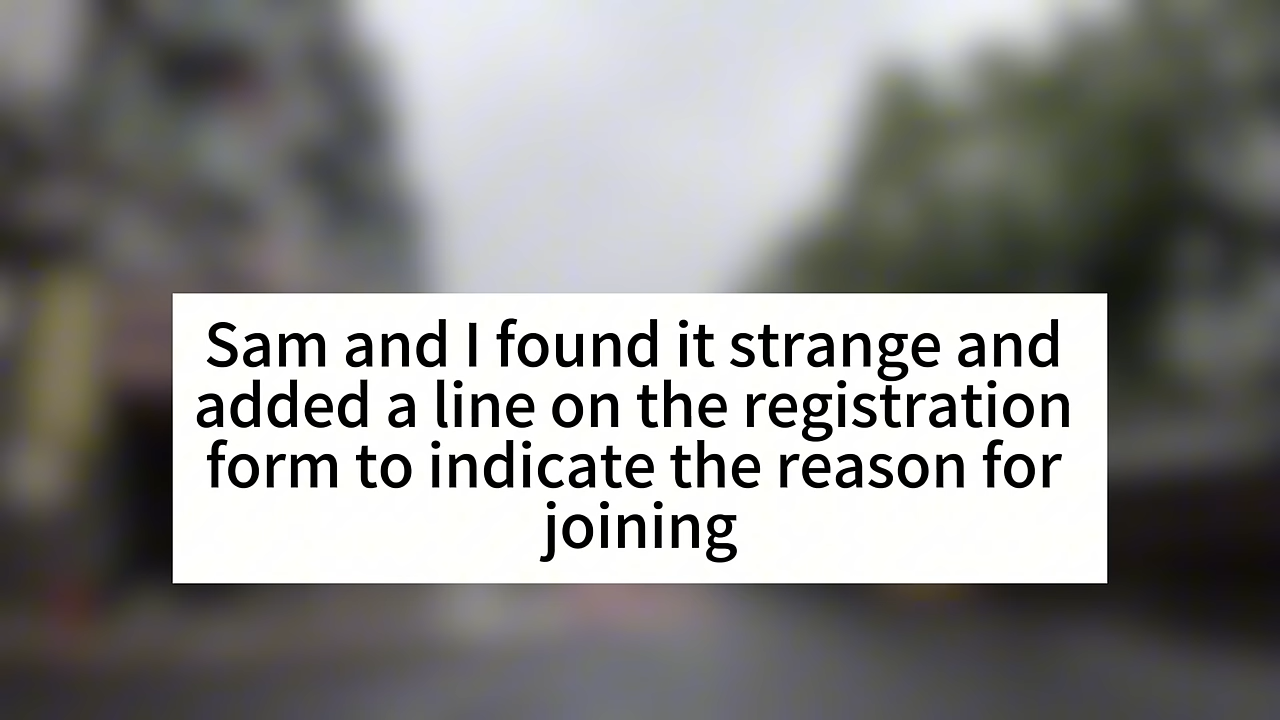 Sam and I found it strange and
added a line on the registration
form to indicate the reason for
joining